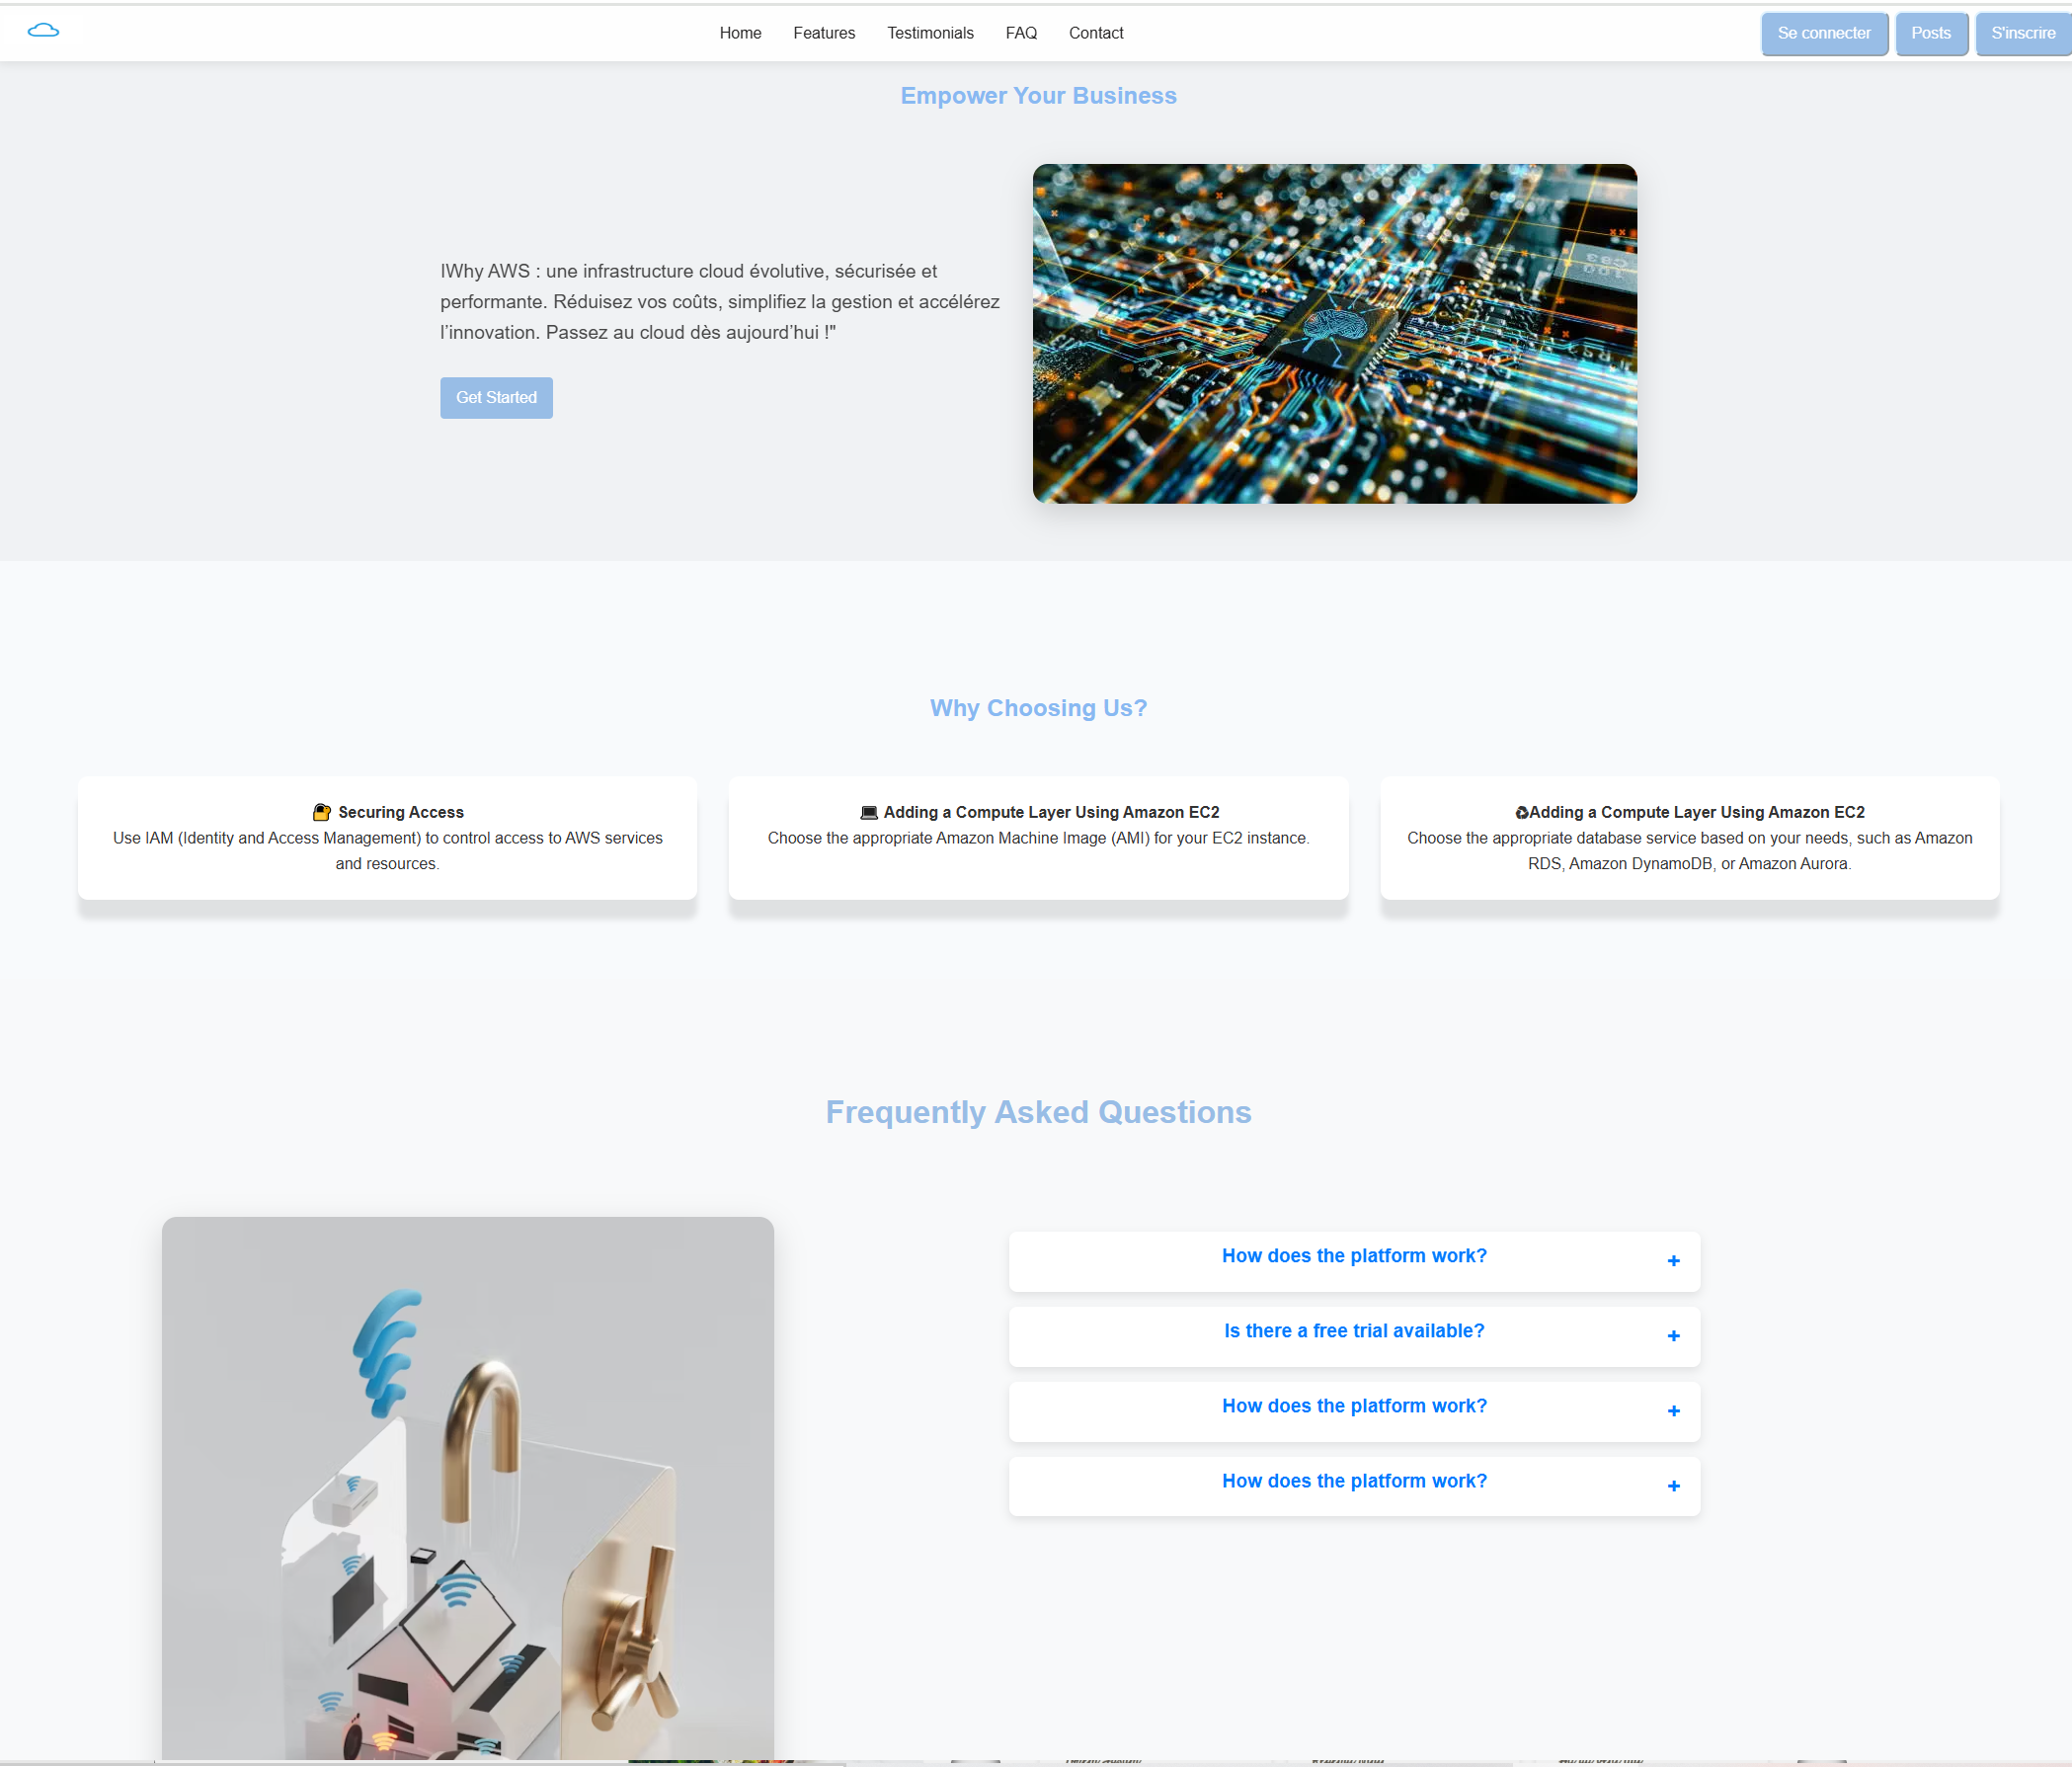 Home Features Testimonials FAQ Contact Se connecter Posts S'inscrire
Empower Your Business
IWhy AWS : une infrastructure cloud évolutive, sécurisée et
performante. Réduisez vos coûts, simplifiez la gestion et accélérez
l’innovation. Passez au cloud dès aujourd’hui !"
Get Started
Why Choosing Us?
🔐 Securing Access
Use IAM (Identity and Access Management) to control access to AWS services
and resources.
💻 Adding a Compute Layer Using Amazon EC2
Choose the appropriate Amazon Machine Image (AMI) for your EC2 instance.
♻Adding a Compute Layer Using Amazon EC2
Choose the appropriate database service based on your needs, such as Amazon
RDS, Amazon DynamoDB, or Amazon Aurora.
Frequently Asked Questions
How does the platform work? +
Is there a free trial available? +
How does the platform work? +
How does the platform work? +